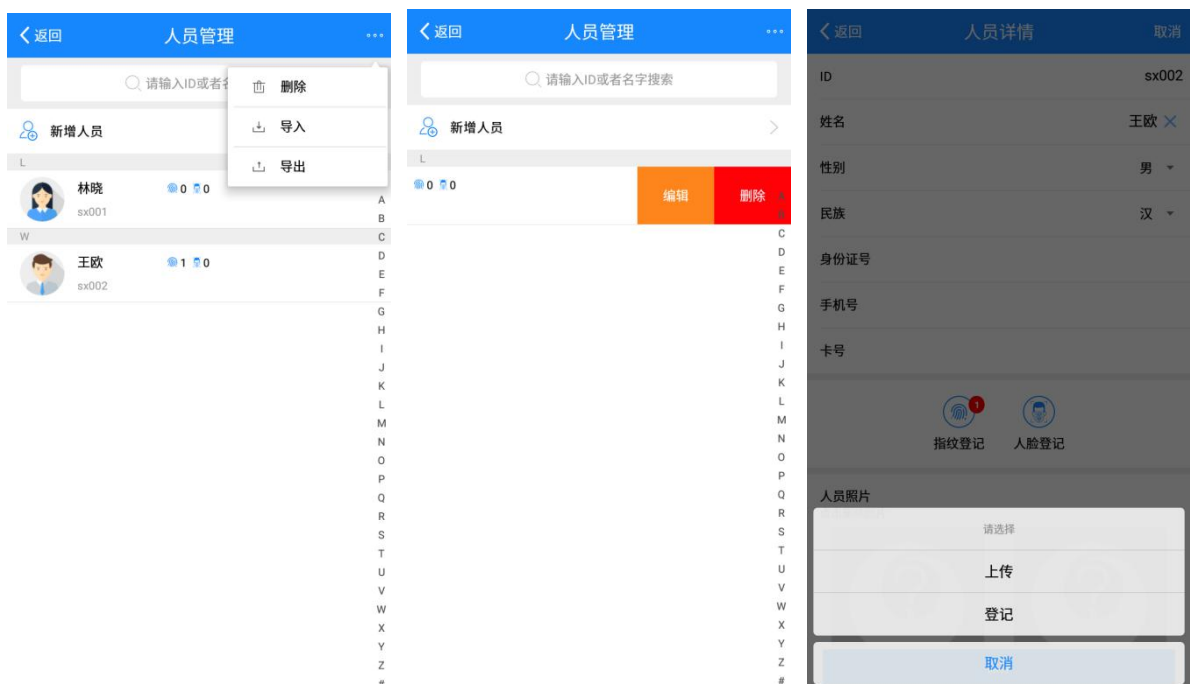 返回
人员管理
请输入ID或者
删除
新增人员
导入
L
导出
林晓
0 0
sx001
W
王欧
1 0
sx002
A
B
C
D
E
F
G
H
I
J
K
L
M
N
O
P
Q
R
S
T
U
V
W
X
Y
Z
#
返回
人员管理
请输入ID或者名字搜索
新增人员
L
0 0
编辑
删除
C
D
E
F
G
H
I
J
K
L
M
N
O
P
Q
R
S
T
U
V
W
X
Y
Z
#
返回
人员详情
取消
ID
sx002
姓名
王欧
性别
男
民族
汉
身份证号
手机号
卡号
1
指纹登记
人脸登记
人员照片
请选择
上传
登记
取消